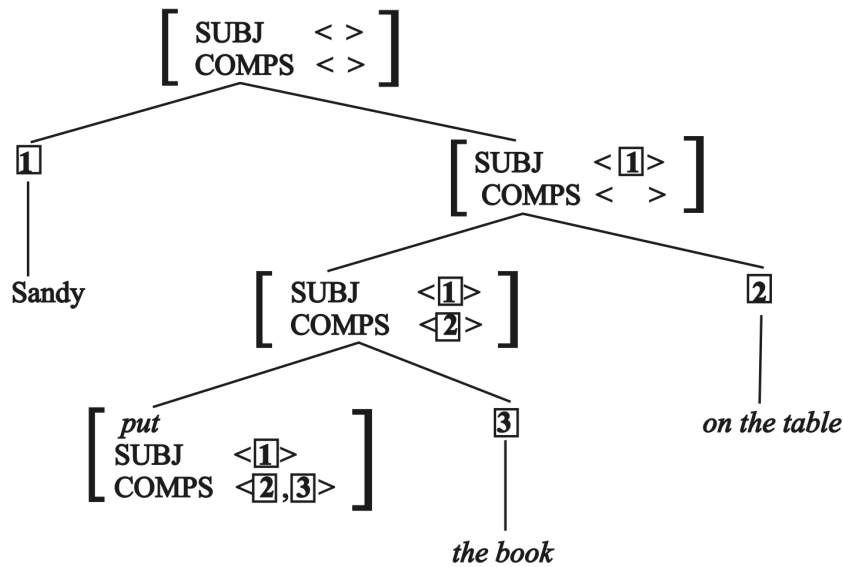 SUBJ < >
COMPS < >
1
SUBJ < 1 >
COMPS < >
Sandy
SUBJ < 1 >
COMPS < 2 >
2
put
SUBJ < 1 >
COMPS < 2 , 3 >
3
on the table
the book